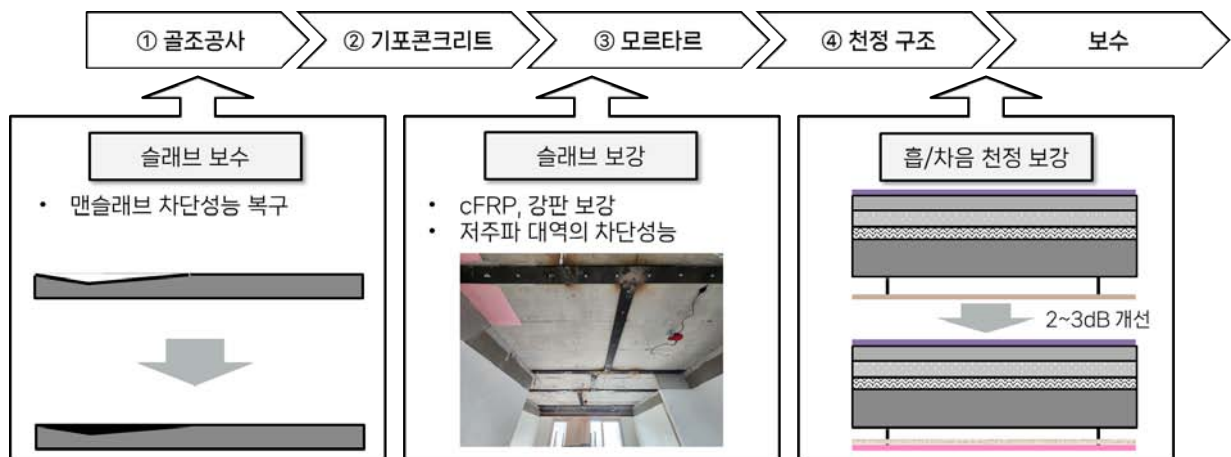 ① 골조공사
② 기포콘크리트
③ 모르타르
④ 천정 구조
보수
슬래브 보수
• 맨슬래브 차단성능 복구
슬래브 보강
• cFRP, 강판 보강
• 저주파 대역의 차단성능
흡/차음 천정 보강
2~3dB 개선